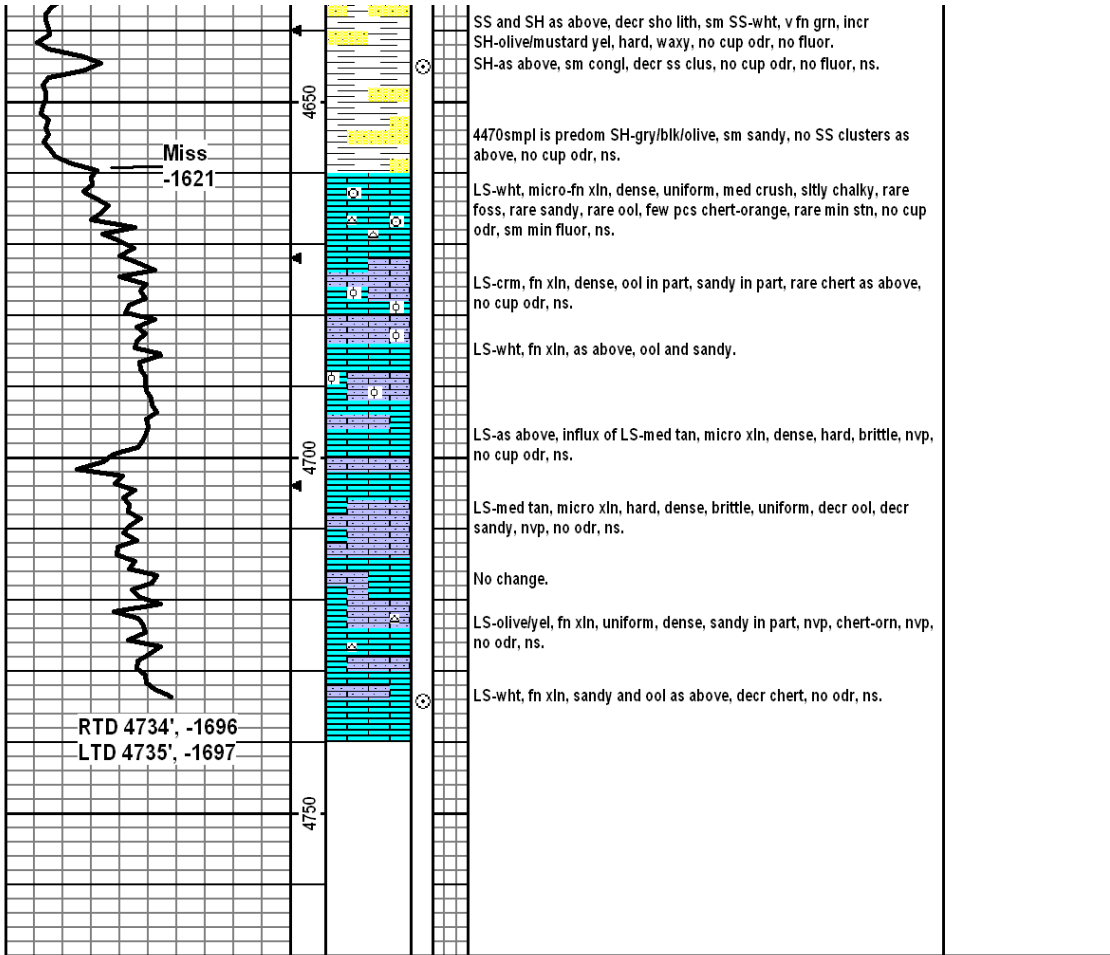 SS and SH as above, decr sho lith, sm SS-wht, v fn grn, incr
SH-olive/mustard yel, hard, waxy, no cup odr, no fluor.
SH-as above, sm congl, decr ss clus, no cup odr, no fluor, ns.
4650
4470smpl is predom SH-gry/blk/olive, sm sandy, no SS clusters as
above, no cup odr, ns.
Miss
-1621
LS-wht, micro-fn xln, dense, uniform, med crush, sltly chalky, rare
foss, rare sandy, rare ool, few pcs chert-orange, rare min stn, no cup
odr, sm min fluor, ns.
LS-crm, fn xln, dense, ool in part, sandy in part, rare chert as above,
no cup odr, ns.
LS-wht, fn xln, as above, ool and sandy.
LS-as above, influx of LS-med tan, micro xln, dense, hard, brittle, nvp,
no cup odr, ns.
4700
LS-med tan, micro xln, hard, dense, brittle, uniform, decr ool, decr
sandy, nvp, no odr, ns.
No change.
LS-olive/yel, fn xln, uniform, dense, sandy in part, nvp, chert-orn, nvp,
no odr, ns.
LS-wht, fn xln, sandy and ool as above, decr chert, no odr, ns.
RTD 4734', -1696
LTD 4735', -1697
4750